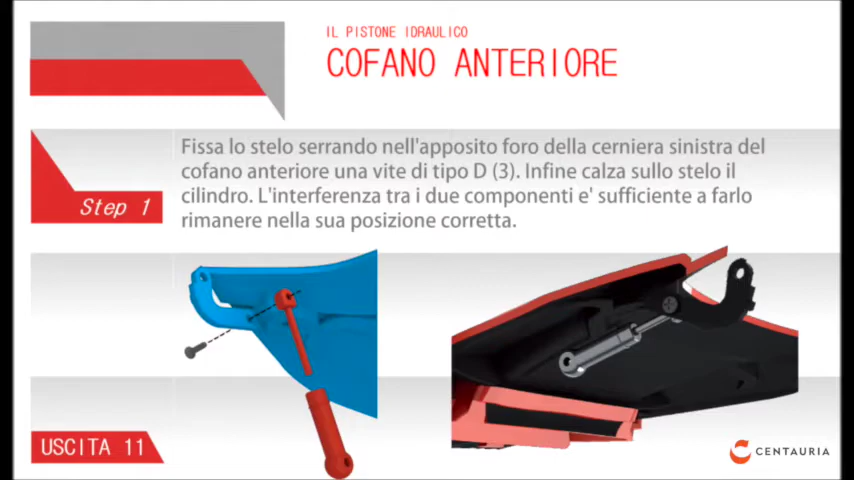 IL PISTONE IDRAULICO
COFANO ANTERIORE
Fissa lo stelo serrando nell'apposito foro della cerniera sinistra del
cofano anteriore una vite di tipo D (3). Infine calza sullo stelo il
cilindro. L'interferenza tra i due componenti e' sufficiente a farlo
rimanere nella sua posizione corretta.
Step 1
USCITA 11
CENTAURIA